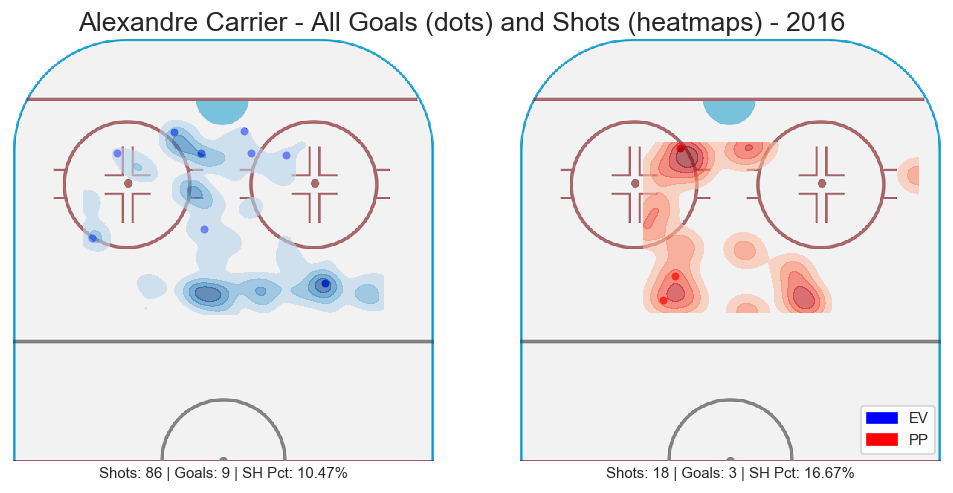 Alexandre Carrier - All Goals (dots) and Shots (heatmaps) - 2016
EV
PP
Shots: 86 | Goals: 9 | SH Pct: 10.47%
Shots: 18 | Goals: 3 | SH Pct: 16.67%